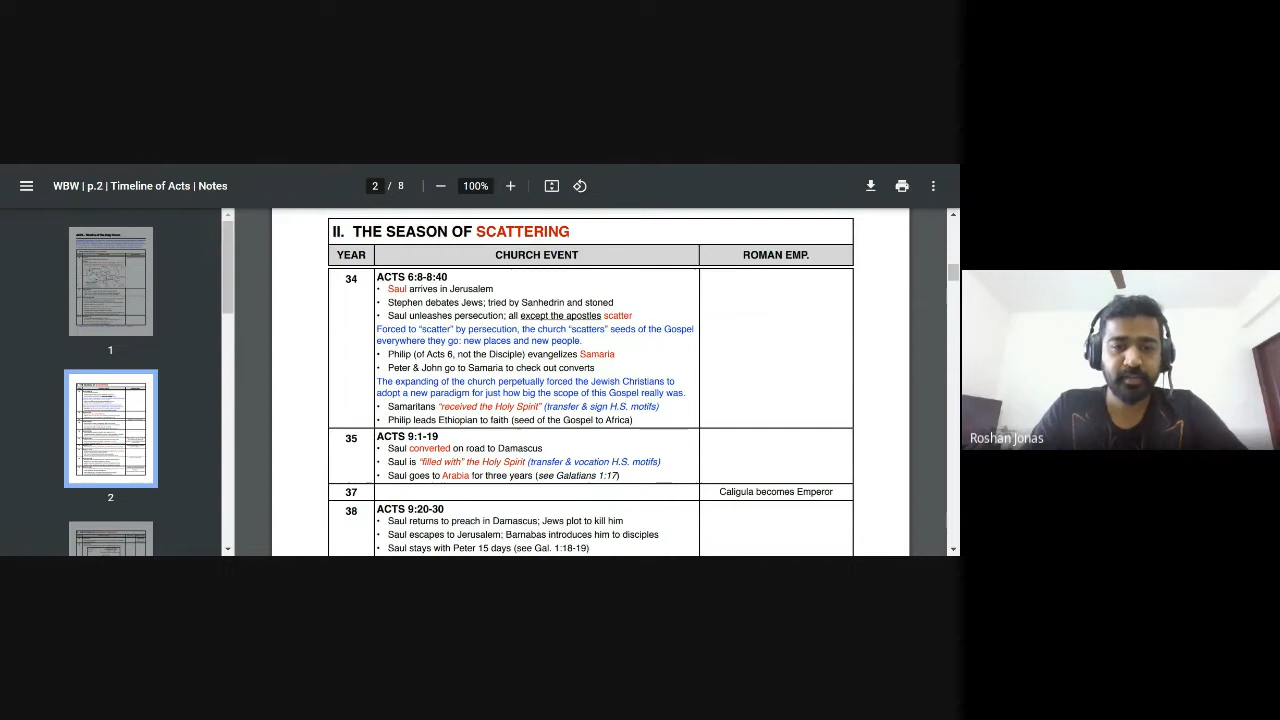 WBW | p.2 | Timeline of Acts | Notes
2 / 8
100%
1
2
II. THE SEASON OF SCATTERING
YEAR CHURCH EVENT ROMAN EMP.
34 ACTS 6:8-8:40
• Saul arrives in Jerusalem
• Stephen debates Jews; tried by Sanhedrin and stoned
• Saul unleashes persecution; all except the apostles scatter
Forced to “scatter” by persecution, the church “scatters” seeds of the Gospel
everywhere they go: new places and new people.
• Philip (of Acts 6, not the Disciple) evangelizes Samaria
• Peter & John go to Samaria to check out converts
The expanding of the church perpetually forced the Jewish Christians to
adopt a new paradigm for just how big the scope of this Gospel really was.
• Samaritans “received the Holy Spirit” (transfer & sign H.S. motifs)
• Philip leads Ethiopian to faith (seed of the Gospel to Africa)
35 ACTS 9:1-19
• Saul converted on road to Damascus
• Saul is “filled with” the Holy Spirit (transfer & vocation H.S. motifs)
• Saul goes to Arabia for three years (see Galatians 1:17)
37 Caligula becomes Emperor
38 ACTS 9:20-30
• Saul returns to preach in Damascus; Jews plot to kill him
• Saul escapes to Jerusalem; Barnabas introduces him to disciples
• Saul stays with Peter 15 days (see Gal. 1:18-19)
Roshan Jonas